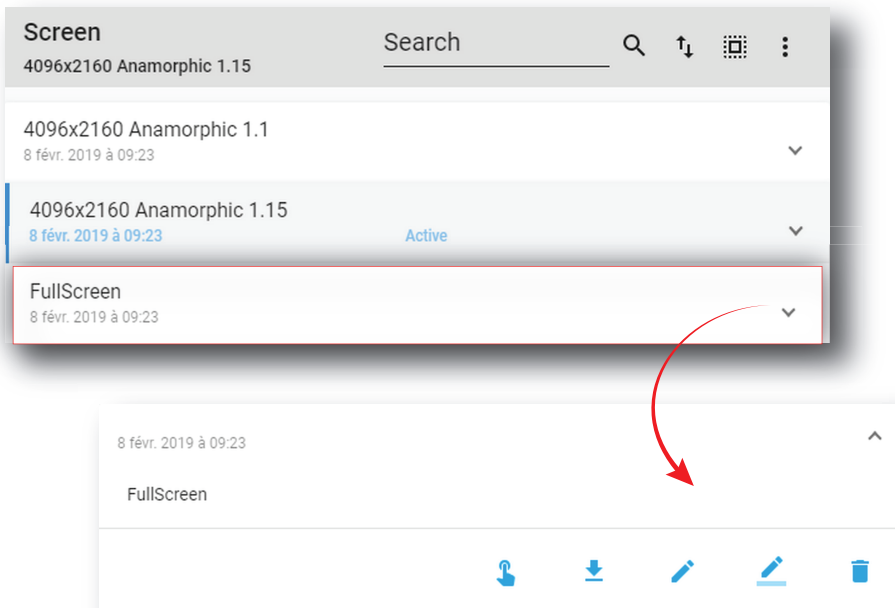 Screen
Search
4096x2160 Anamorphic 1.15
4096x2160 Anamorphic 1.1
8 févr. 2019 à 09:23
4096x2160 Anamorphic 1.15
8 févr. 2019 à 09:23 Active
FullScreen
8 févr. 2019 à 09:23
8 févr. 2019 à 09:23
FullScreen